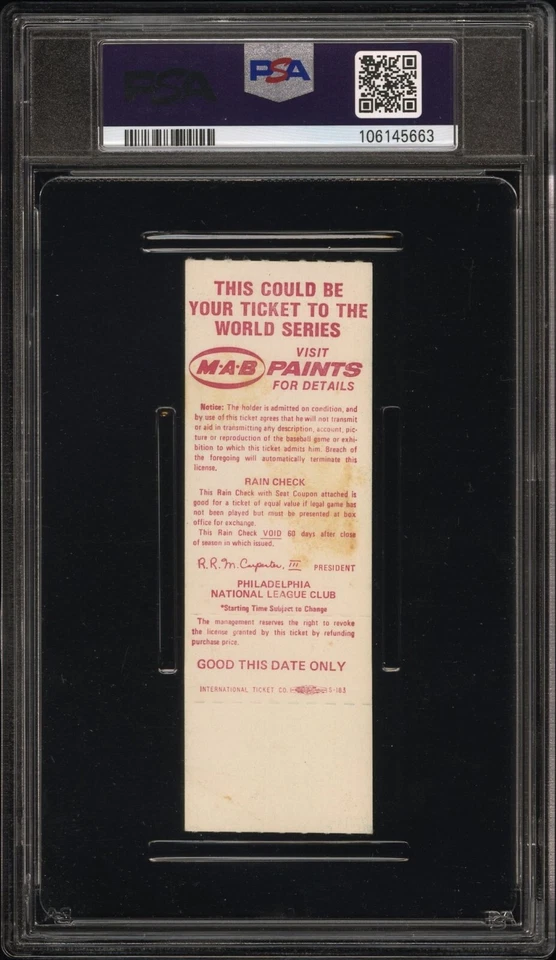 PSA
PSA
106145663
THIS COULD BE
YOUR TICKET TO THE
WORLD SERIES
VISIT
M·A·B PAINTS
FOR DETAILS
Notice: The holder is admitted on condition, and
by use of this ticket agrees that he will not transmit
or aid in transmitting any description, account, pic-
ture or reproduction of the baseball game or exhi-
bition to which this ticket admits him. Breach of
the foregoing will automatically terminate this
license.
RAIN CHECK
This Rain Check with Seat Coupon attached is
good for a ticket of equal value if legal game has
not been played but must be presented at box
office for exchange.
This Rain Check VOID 60 days after close
of season in which issued.
R.R.M. Carpenter, III PRESIDENT
PHILADELPHIA
NATIONAL LEAGUE CLUB
*Starting Time Subject to Change
The management reserves the right to revoke
the license granted by this ticket by refunding
purchase price.
GOOD THIS DATE ONLY
INTERNATIONAL TICKET CO. S-183
PSA